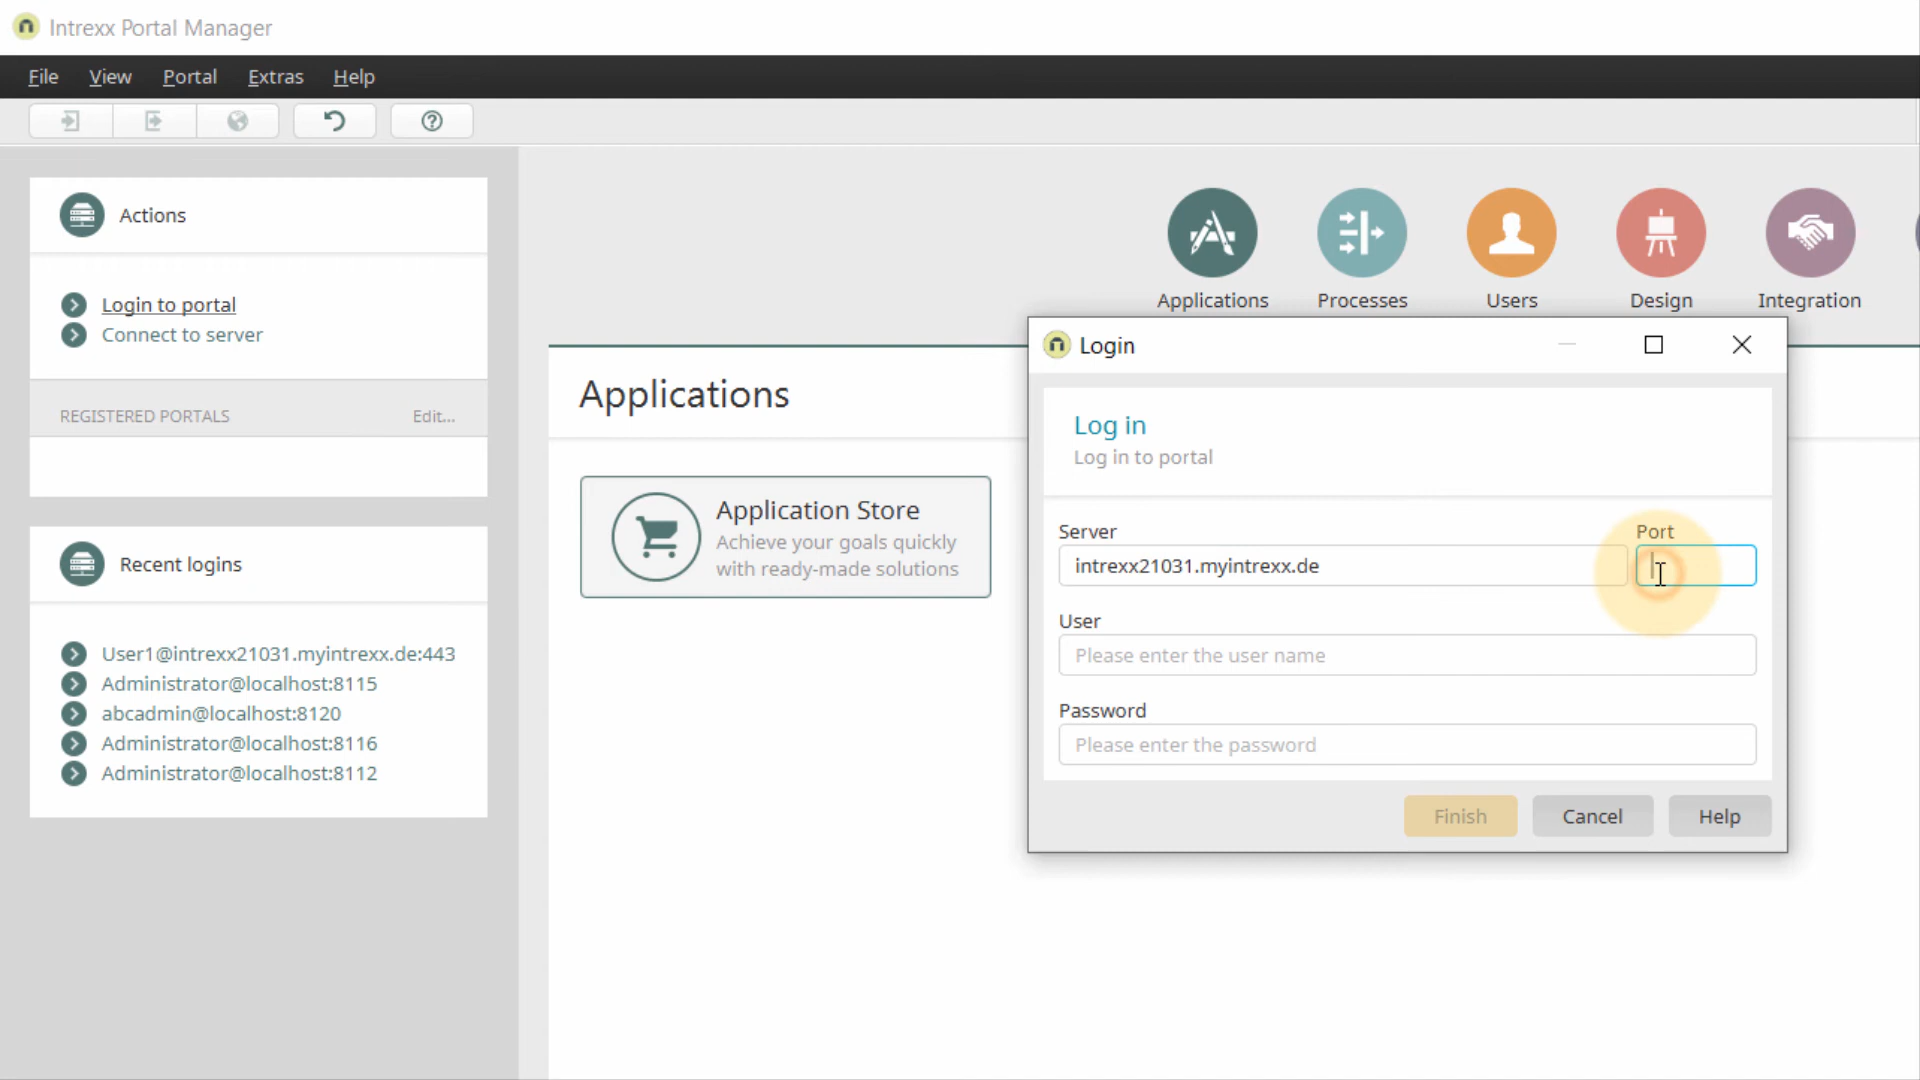 Intrexx Portal Manager
File View Portal Extras Help
Actions
Login to portal
Connect to server
REGISTERED PORTALS Edit...
Recent logins
User1@intrexx21031.myintrexx.de:443
Administrator@localhost:8115
abcadmin@localhost:8120
Administrator@localhost:8116
Administrator@localhost:8112
Applications Processes Users Design Integration
Applications
Application Store
Achieve your goals quickly
with ready-made solutions
Login
Log in
Log in to portal
Server Port
intrexx21031.myintrexx.de
User
Please enter the user name
Password
Please enter the password
Finish Cancel Help